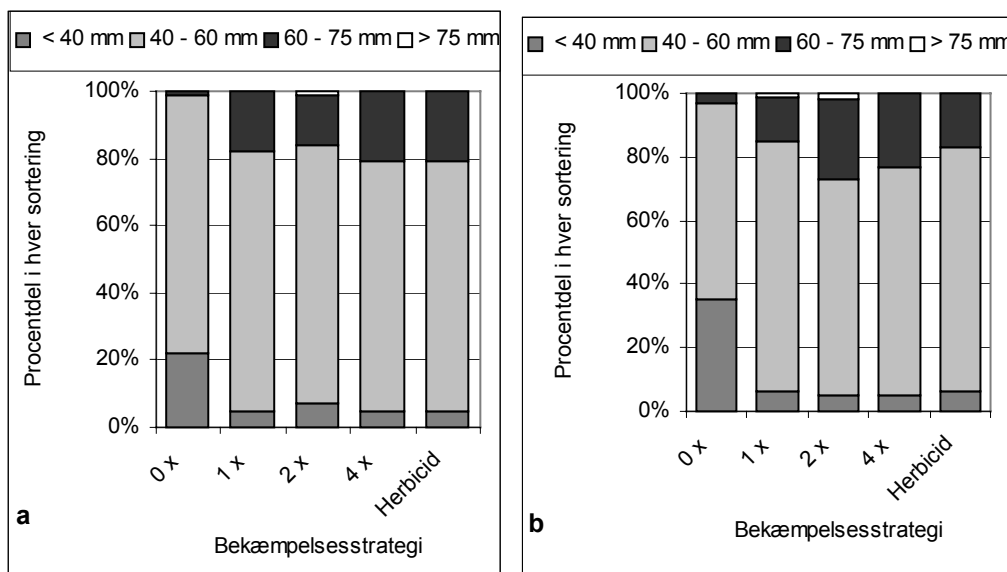 < 40 mm 40 - 60 mm 60 - 75 mm > 75 mm
Procentdel i hver sortering
100%
80%
60%
40%
20%
0%
0 x
1 x
2 x
4 x
Herbicid
Bekæmpelsesstrategi
a
< 40 mm 40 - 60 mm 60 - 75 mm > 75 mm
Procentdel i hver sortering
100%
80%
60%
40%
20%
0%
0 x
1 x
2 x
4 x
Herbicid
Bekæmpelsesstrategi
b